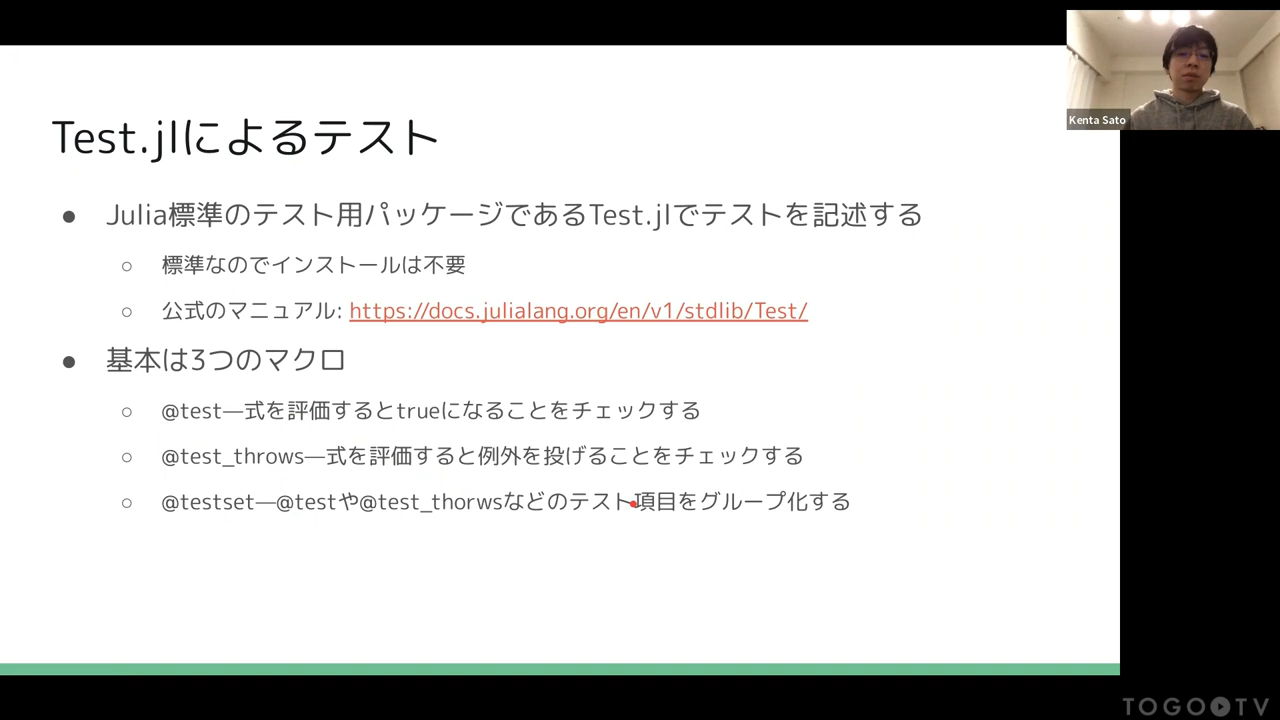 Test.jlによるテスト
● Julia標準のテスト用パッケージであるTest.jlでテストを記述する
○ 標準なのでインストールは不要
○ 公式のマニュアル: https://docs.julialang.org/en/v1/stdlib/Test/
● 基本は3つのマクロ
○ @test—式を評価するとtrueになることをチェックする
○ @test_throws—式を評価すると例外を投げることをチェックする
○ @testset—@testや@test_thorwsなどのテスト項目をグループ化する
Kenta Sato
TOGOTV